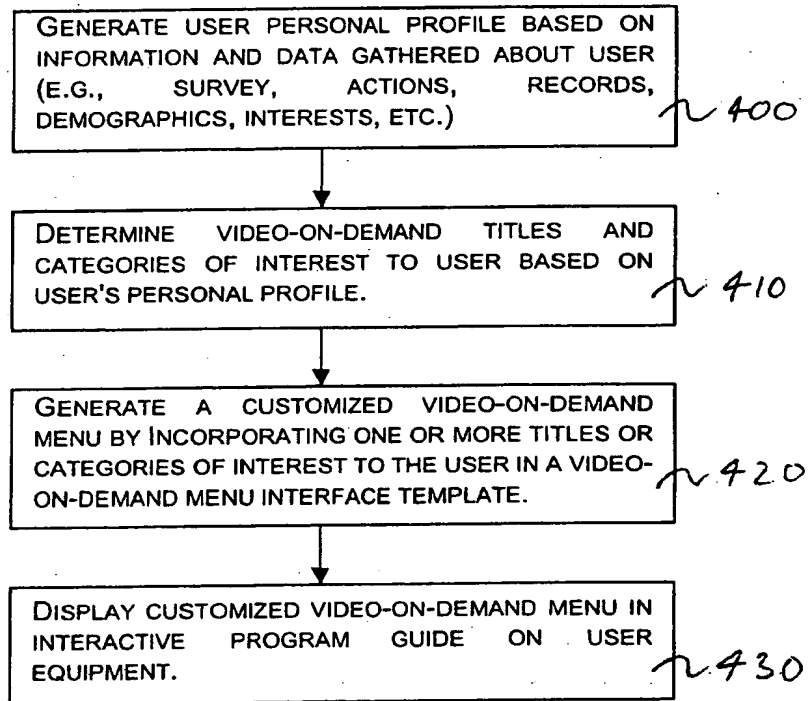 GENERATE USER PERSONAL PROFILE BASED ON
INFORMATION AND DATA GATHERED ABOUT USER
(E.G., SURVEY, ACTIONS, RECORDS,
DEMOGRAPHICS, INTERESTS, ETC.)
400
DETERMINE VIDEO-ON-DEMAND TITLES AND
CATEGORIES OF INTEREST TO USER BASED ON
USER'S PERSONAL PROFILE.
410
GENERATE A CUSTOMIZED VIDEO-ON-DEMAND
MENU BY INCORPORATING ONE OR MORE TITLES OR
CATEGORIES OF INTEREST TO THE USER IN A VIDEO-
ON-DEMAND MENU INTERFACE TEMPLATE.
420
DISPLAY CUSTOMIZED VIDEO-ON-DEMAND MENU IN
INTERACTIVE PROGRAM GUIDE ON USER
EQUIPMENT.
430